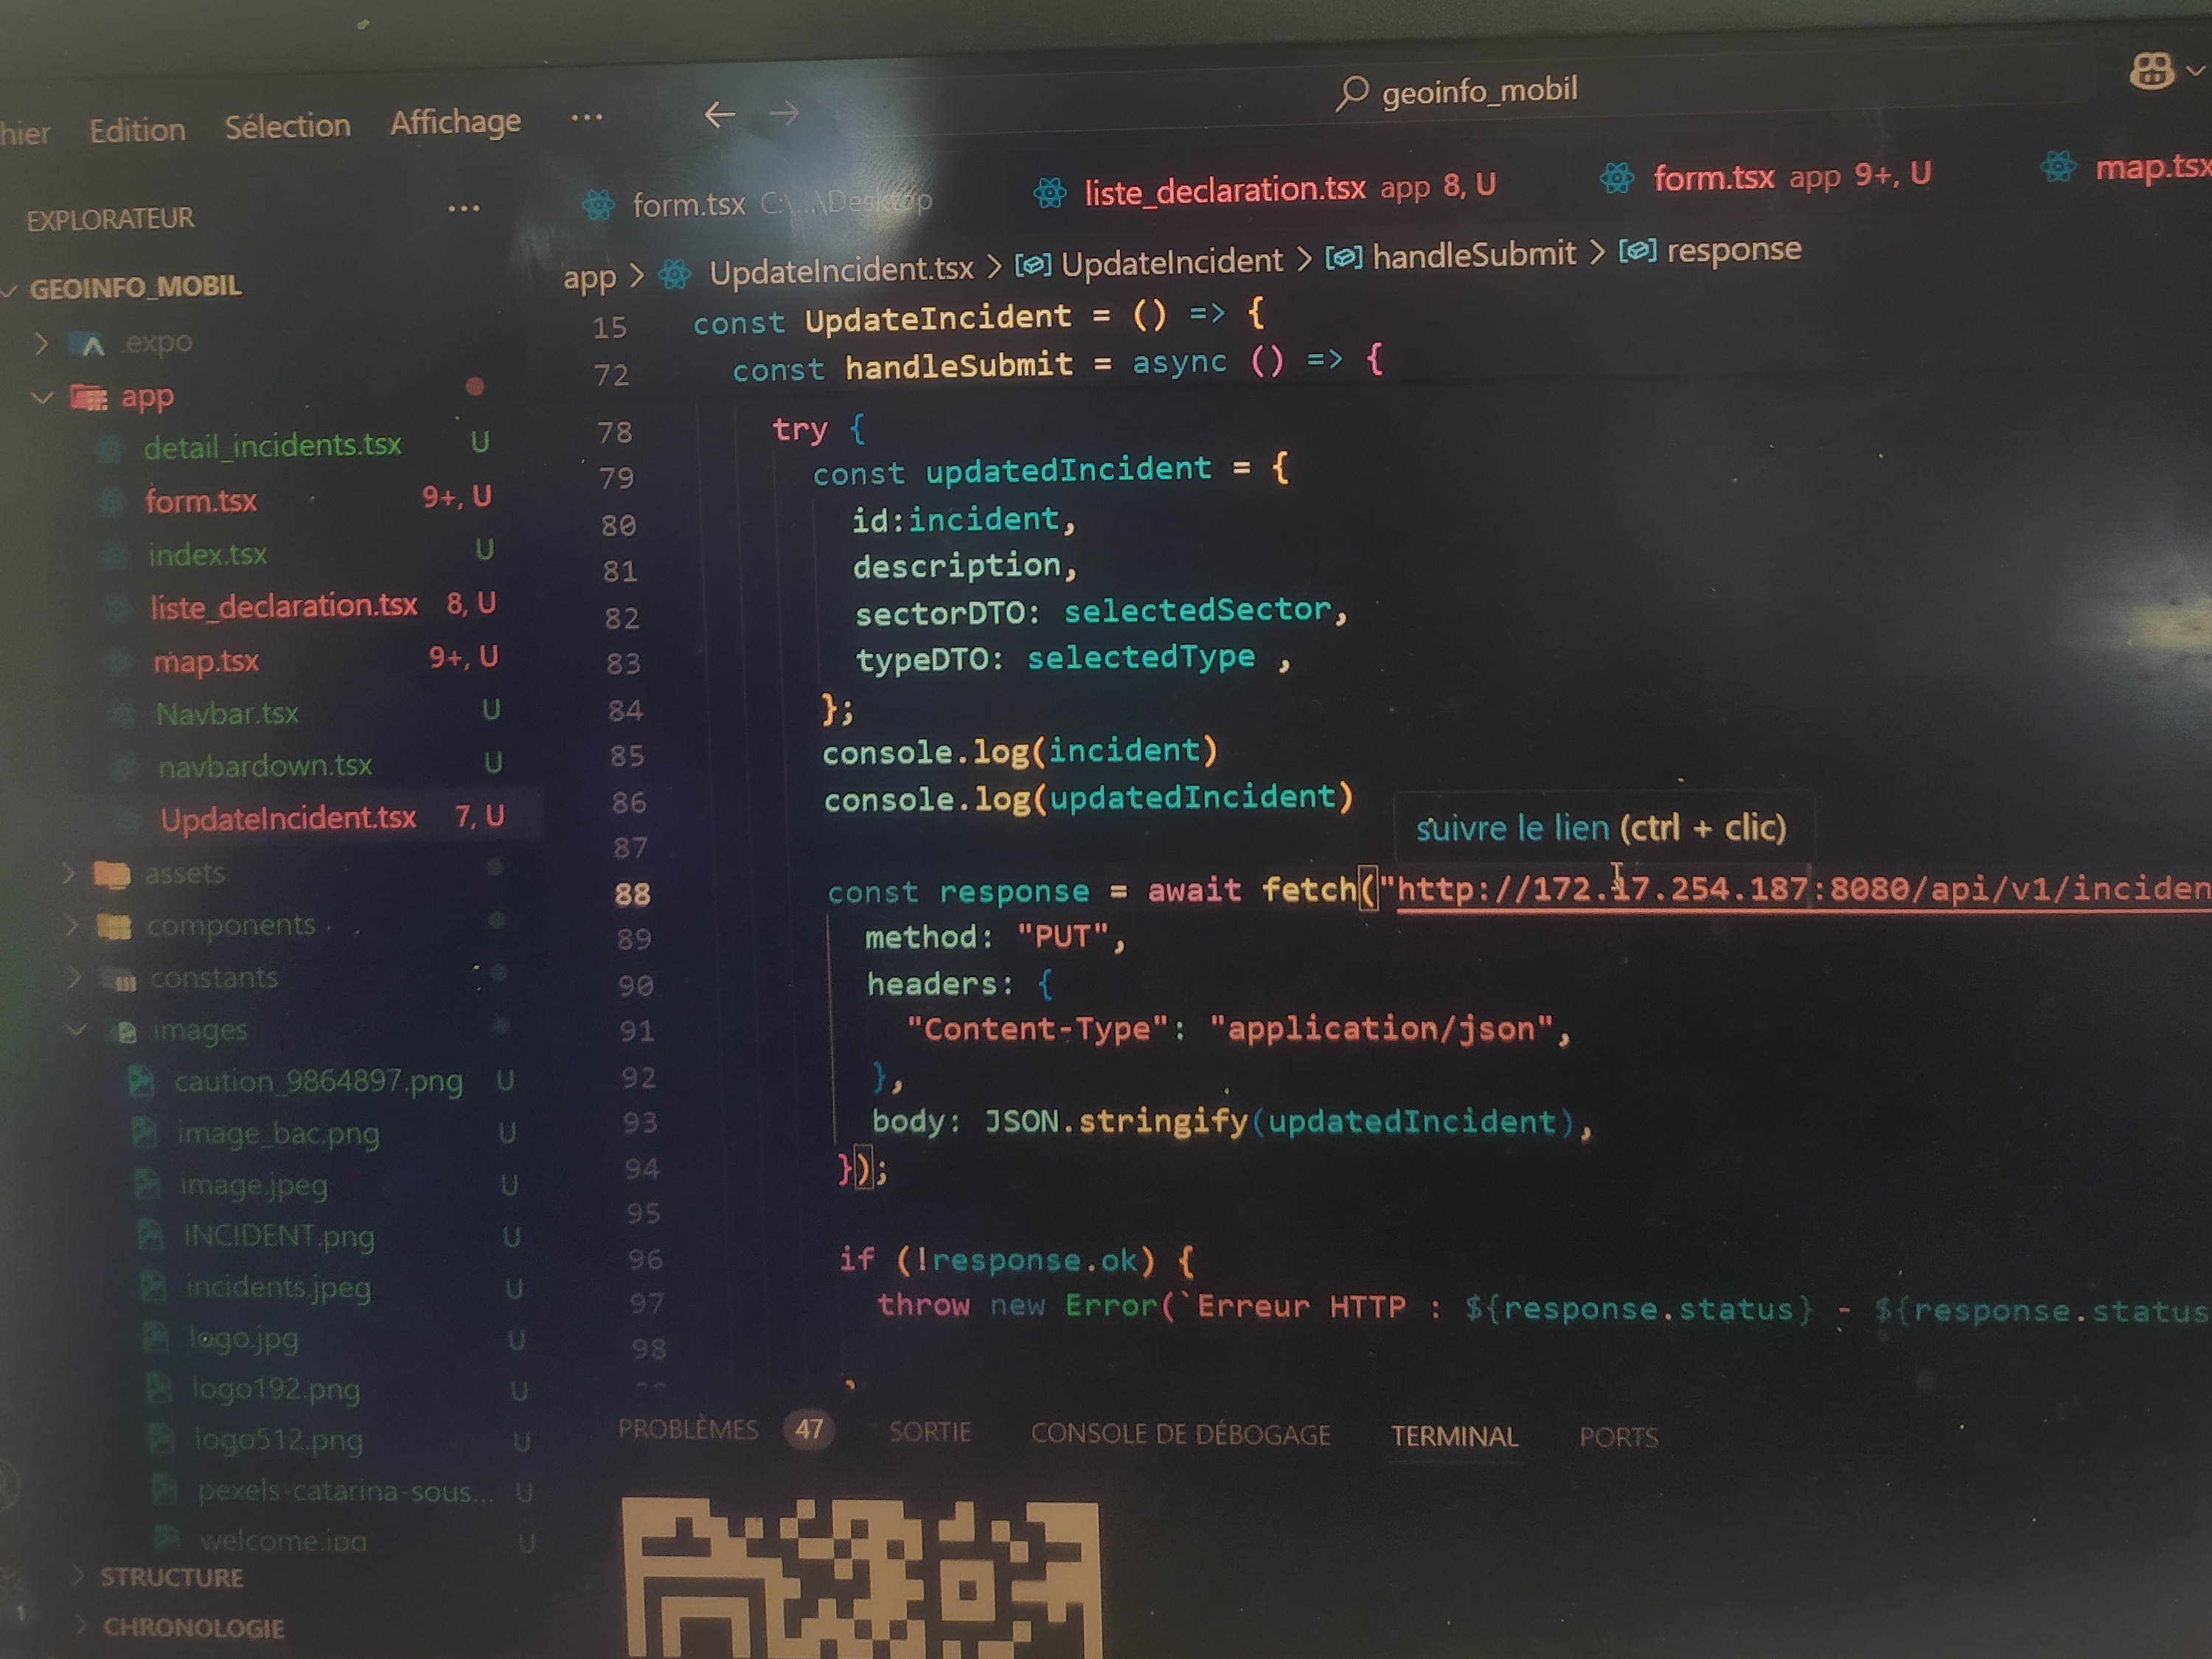 hier Edition Sélection Affichage ... geoinfo_mobil
EXPLORATEUR ...
GEOINFO_MOBIL
.expo
app
detail_incidents.tsx U
form.tsx 9+, U
index.tsx U
liste_declaration.tsx 8, U
map.tsx 9+, U
Navbar.tsx U
navbardown.tsx U
UpdateIncident.tsx 7, U
assets
components
constants
images
caution_9864897.png U
image_bac.png U
image.jpeg U
INCIDENT.png U
incidents.jpeg U
logo.jpg U
logo192.png U
logo512.png U
pexels-catarina-sous... U
welcome.jpg U
STRUCTURE
CHRONOLOGIE
1
form.tsx C:\...\Desktop liste_declaration.tsx app 8, U form.tsx app 9+, U map.tsx
app > UpdateIncident.tsx > UpdateIncident > handleSubmit > response
15 const UpdateIncident = () => {
72 const handleSubmit = async () => {
78 try {
79 const updatedIncident = {
80 id:incident,
81 description,
82 sectorDTO: selectedSector,
83 typeDTO: selectedType ,
84 };
85 console.log(incident)
86 console.log(updatedIncident)
suivre le lien (ctrl + clic)
87
88 const response = await fetch("http://172.17.254.187:8080/api/v1/inciden
89 method: "PUT",
90 headers: {
91 "Content-Type": "application/json",
92 },
93 body: JSON.stringify(updatedIncident),
94 });
95
96 if (!response.ok) {
97 throw new Error(`Erreur HTTP : ${response.status} - ${response.status
98
PROBLÈMES 47 SORTIE CONSOLE DE DÉBOGAGE TERMINAL PORTS